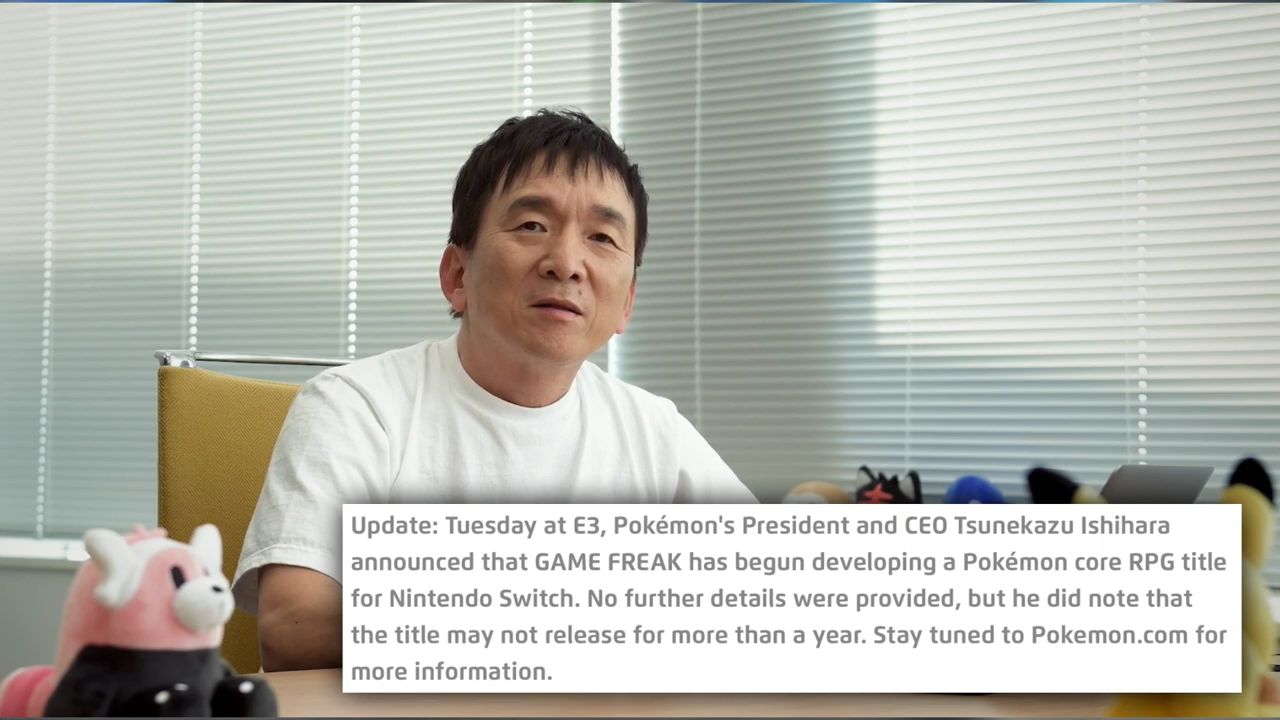 Update: Tuesday at E3, Pokémon's President and CEO Tsunekazu Ishihara
announced that GAME FREAK has begun developing a Pokémon core RPG title
for Nintendo Switch. No further details were provided, but he did note that
the title may not release for more than a year. Stay tuned to Pokemon.com for
more information.